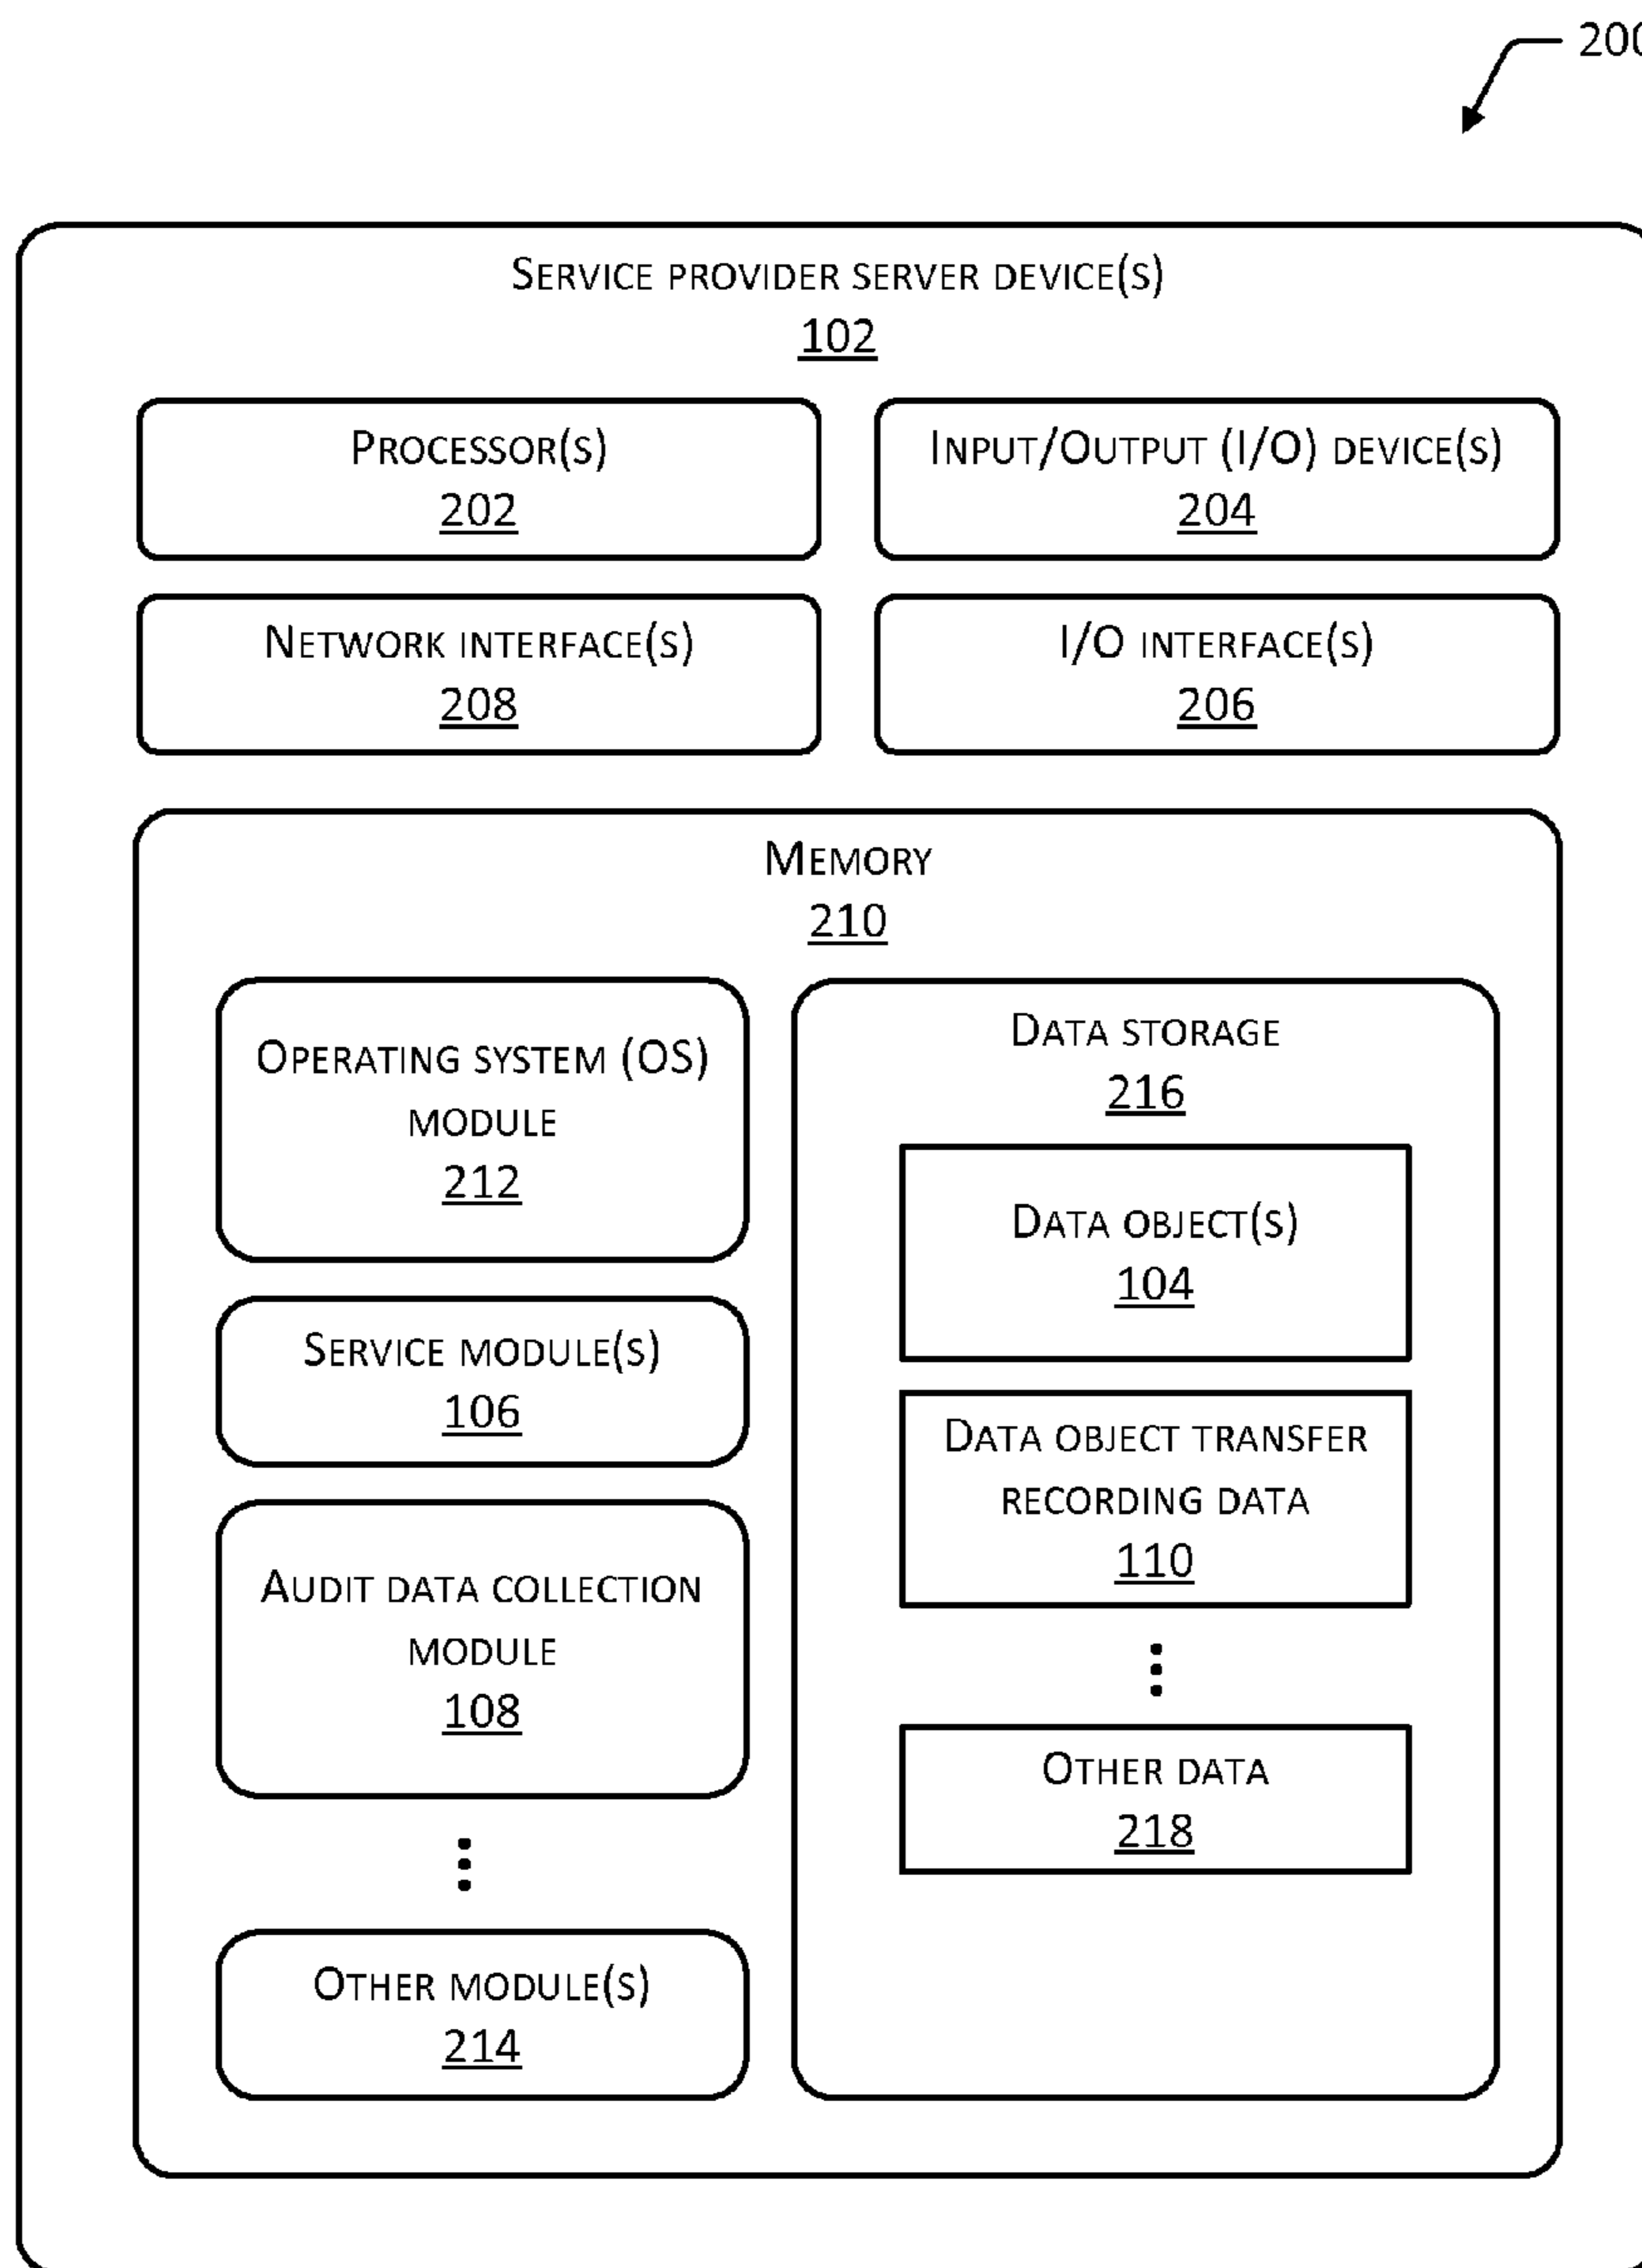 200
SERVICE PROVIDER SERVER DEVICE(S)
102
PROCESSOR(S)
202
INPUT/OUTPUT (I/O) DEVICE(S)
204
NETWORK INTERFACE(S)
208
I/O INTERFACE(S)
206
MEMORY
210
OPERATING SYSTEM (OS)
MODULE
212
SERVICE MODULE(S)
106
AUDIT DATA COLLECTION
MODULE
108
OTHER MODULE(S)
214
DATA STORAGE
216
DATA OBJECT(S)
104
DATA OBJECT TRANSFER
RECORDING DATA
110
OTHER DATA
218